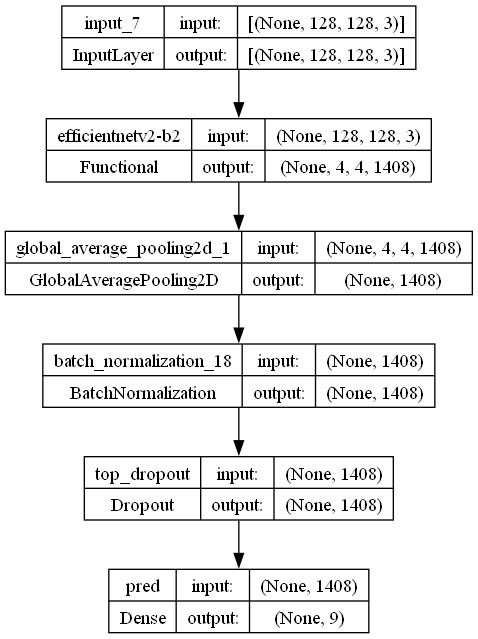 input_7 input: [(None, 128, 128, 3)]
InputLayer output: [(None, 128, 128, 3)]
efficientnetv2-b2 input: (None, 128, 128, 3)
Functional output: (None, 4, 4, 1408)
global_average_pooling2d_1 input: (None, 4, 4, 1408)
GlobalAveragePooling2D output: (None, 1408)
batch_normalization_18 input: (None, 1408)
BatchNormalization output: (None, 1408)
top_dropout input: (None, 1408)
Dropout output: (None, 1408)
pred input: (None, 1408)
Dense output: (None, 9)